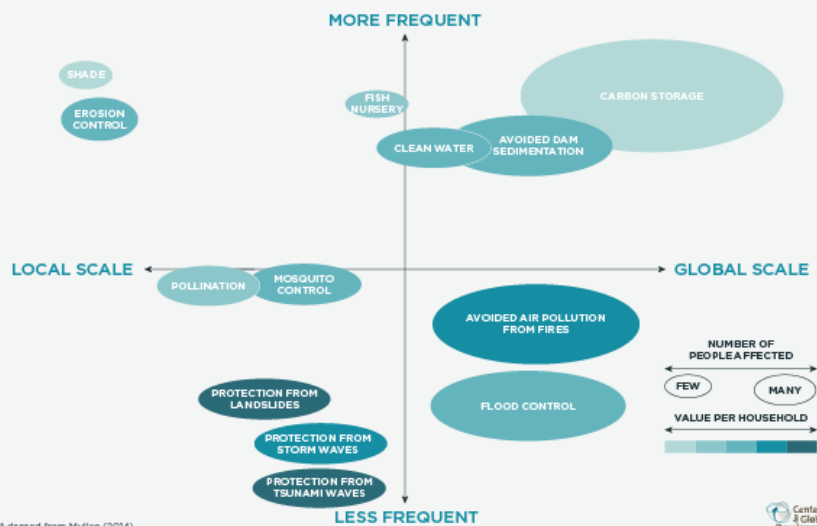 MORE FREQUENT
SHADE
EROSION
CONTROL
FISH
NURSERY
CARBON STORAGE
CLEAN WATER
AVOIDED DAM
SEDIMENTATION
LOCAL SCALE
GLOBAL SCALE
POLLINATION
MOSQUITO
CONTROL
AVOIDED AIR POLLUTION
FROM FIRES
NUMBER OF
PEOPLE AFFECTED
FEW
MANY
VALUE PER HOUSEHOLD
PROTECTION FROM
LANDSLIDES
FLOOD CONTROL
PROTECTION FROM
STORM WAVES
PROTECTION FROM
TSUNAMI WAVES
LESS FREQUENT